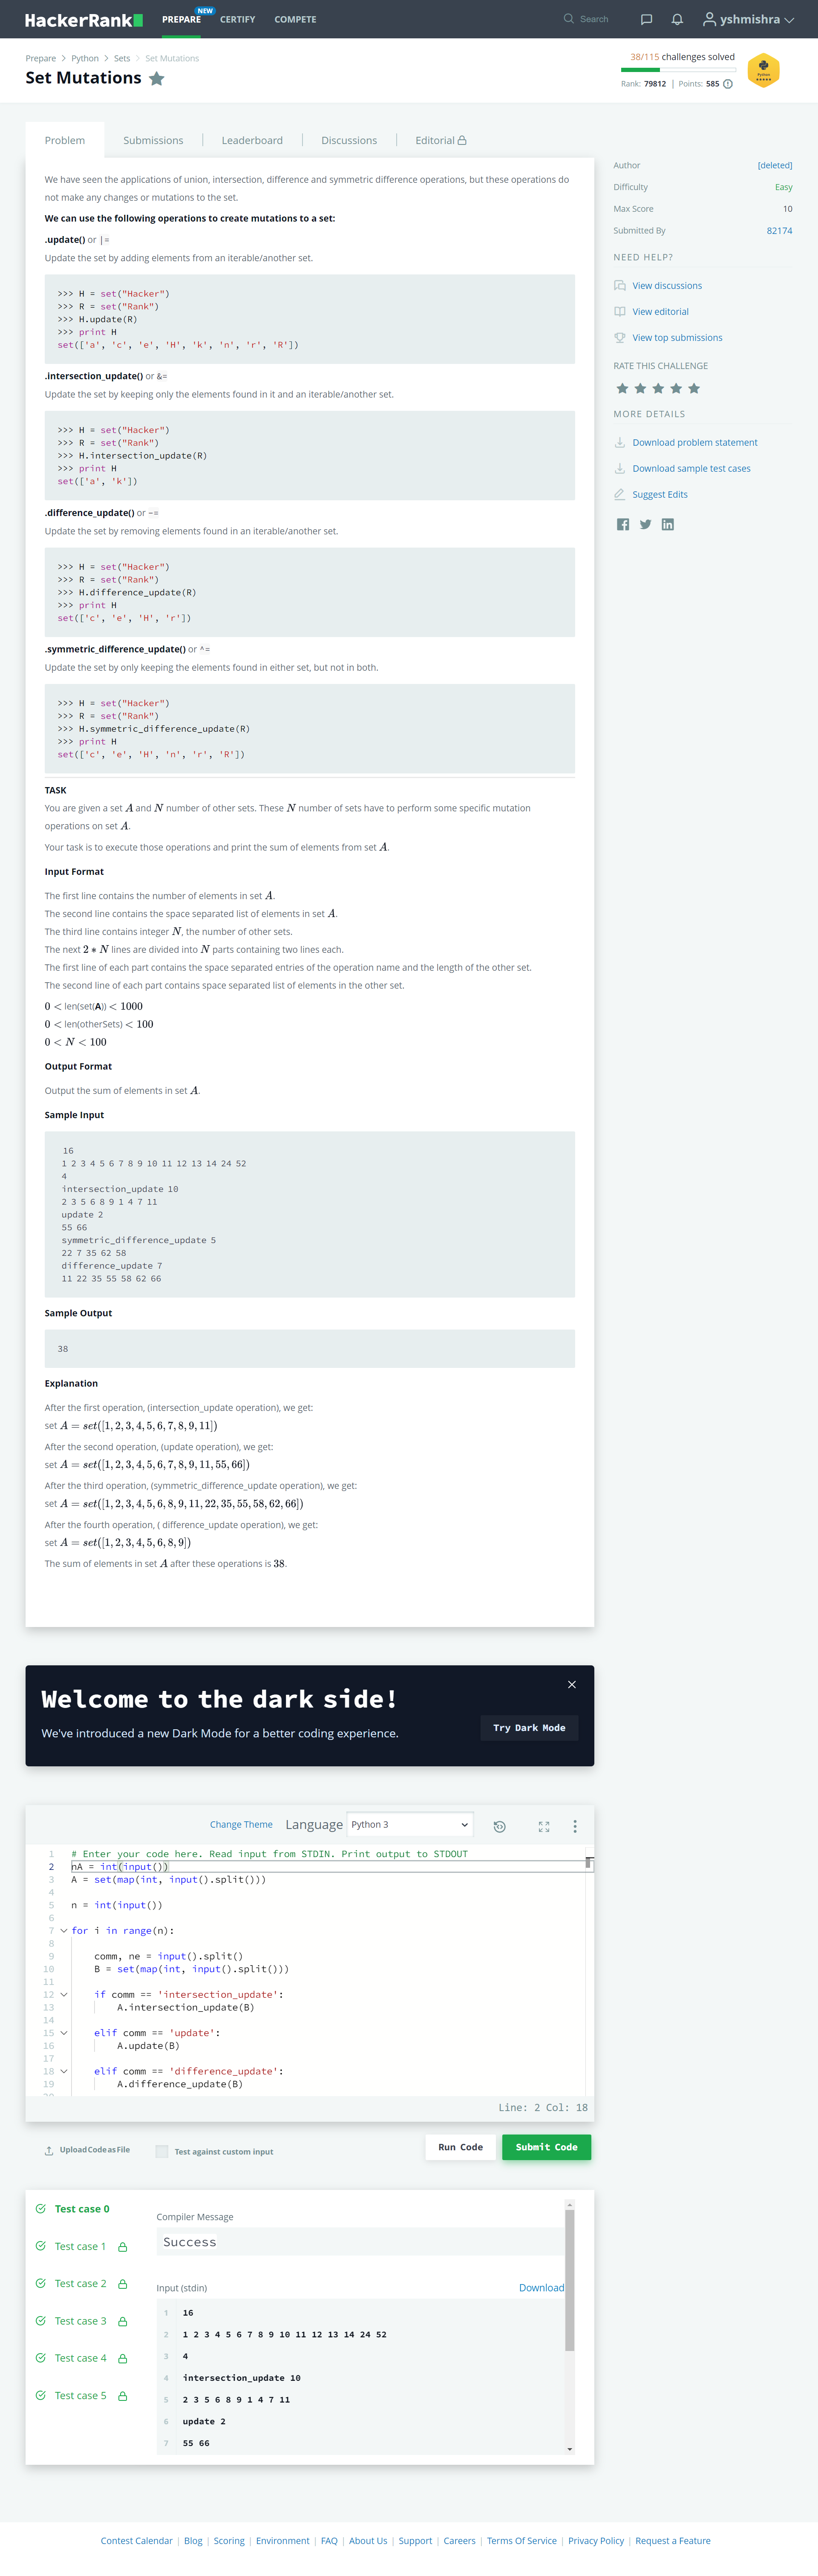 HackerRank
PREPARE
NEW
CERTIFY
COMPETE
Search
yshmishra
Prepare > Python > Sets > Set Mutations
Set Mutations
38/115 challenges solved
Rank: 79812 | Points: 585
Python
Problem
Submissions
Leaderboard
Discussions
Editorial
We have seen the applications of union, intersection, difference and symmetric difference operations, but these operations do
not make any changes or mutations to the set.
We can use the following operations to create mutations to a set:
.update() or |=
Update the set by adding elements from an iterable/another set.
>>> H = set("Hacker")
>>> R = set("Rank")
>>> H.update(R)
>>> print H
set(['a', 'c', 'e', 'H', 'k', 'n', 'r', 'R'])
.intersection_update() or &=
Update the set by keeping only the elements found in it and an iterable/another set.
>>> H = set("Hacker")
>>> R = set("Rank")
>>> H.intersection_update(R)
>>> print H
set(['a', 'k'])
.difference_update() or -=
Update the set by removing elements found in an iterable/another set.
>>> H = set("Hacker")
>>> R = set("Rank")
>>> H.difference_update(R)
>>> print H
set(['c', 'e', 'H', 'r'])
.symmetric_difference_update() or ^=
Update the set by only keeping the elements found in either set, but not in both.
>>> H = set("Hacker")
>>> R = set("Rank")
>>> H.symmetric_difference_update(R)
>>> print H
set(['c', 'e', 'H', 'n', 'r', 'R'])
TASK
You are given a set A and N number of other sets. These N number of sets have to perform some specific mutation
operations on set A.
Your task is to execute those operations and print the sum of elements from set A.
Input Format
The first line contains the number of elements in set A.
The second line contains the space separated list of elements in set A.
The third line contains integer N, the number of other sets.
The next 2 * N lines are divided into N parts containing two lines each.
The first line of each part contains the space separated entries of the operation name and the length of the other set.
The second line of each part contains space separated list of elements in the other set.
0 < len(set(A)) < 1000
0 < len(otherSets) < 100
0 < N < 100
Output Format
Output the sum of elements in set A.
Sample Input
16
1 2 3 4 5 6 7 8 9 10 11 12 13 14 24 52
4
intersection_update 10
2 3 5 6 8 9 1 4 7 11
update 2
55 66
symmetric_difference_update 5
22 7 35 62 58
difference_update 7
11 22 35 55 58 62 66
Sample Output
38
Explanation
After the first operation, (intersection_update operation), we get:
set A = set([1, 2, 3, 4, 5, 6, 7, 8, 9, 11])
After the second operation, (update operation), we get:
set A = set([1, 2, 3, 4, 5, 6, 7, 8, 9, 11, 55, 66])
After the third operation, (symmetric_difference_update operation), we get:
set A = set([1, 2, 3, 4, 5, 6, 8, 9, 11, 22, 35, 55, 58, 62, 66])
After the fourth operation, ( difference_update operation), we get:
set A = set([1, 2, 3, 4, 5, 6, 8, 9])
The sum of elements in set A after these operations is 38.
Author [deleted]
Difficulty Easy
Max Score 10
Submitted By 82174
NEED HELP?
View discussions
View editorial
View top submissions
RATE THIS CHALLENGE
MORE DETAILS
Download problem statement
Download sample test cases
Suggest Edits
Welcome to the dark side!
We've introduced a new Dark Mode for a better coding experience.
Try Dark Mode
Change Theme Language Python 3
1 # Enter your code here. Read input from STDIN. Print output to STDOUT
2 nA = int(input())
3 A = set(map(int, input().split()))
4
5 n = int(input())
6
7 for i in range(n):
8
9 comm, ne = input().split()
10 B = set(map(int, input().split()))
11
12 if comm == 'intersection_update':
13 A.intersection_update(B)
14
15 elif comm == 'update':
16 A.update(B)
17
18 elif comm == 'difference_update':
19 A.difference_update(B)
Line: 2 Col: 18
Upload Code as File
Test against custom input
Run Code
Submit Code
Test case 0
Test case 1
Test case 2
Test case 3
Test case 4
Test case 5
Compiler Message
Success
Input (stdin)
Download
1 16
2 1 2 3 4 5 6 7 8 9 10 11 12 13 14 24 52
3 4
4 intersection_update 10
5 2 3 5 6 8 9 1 4 7 11
6 update 2
7 55 66
Contest Calendar | Blog | Scoring | Environment | FAQ | About Us | Support | Careers | Terms Of Service | Privacy Policy | Request a Feature